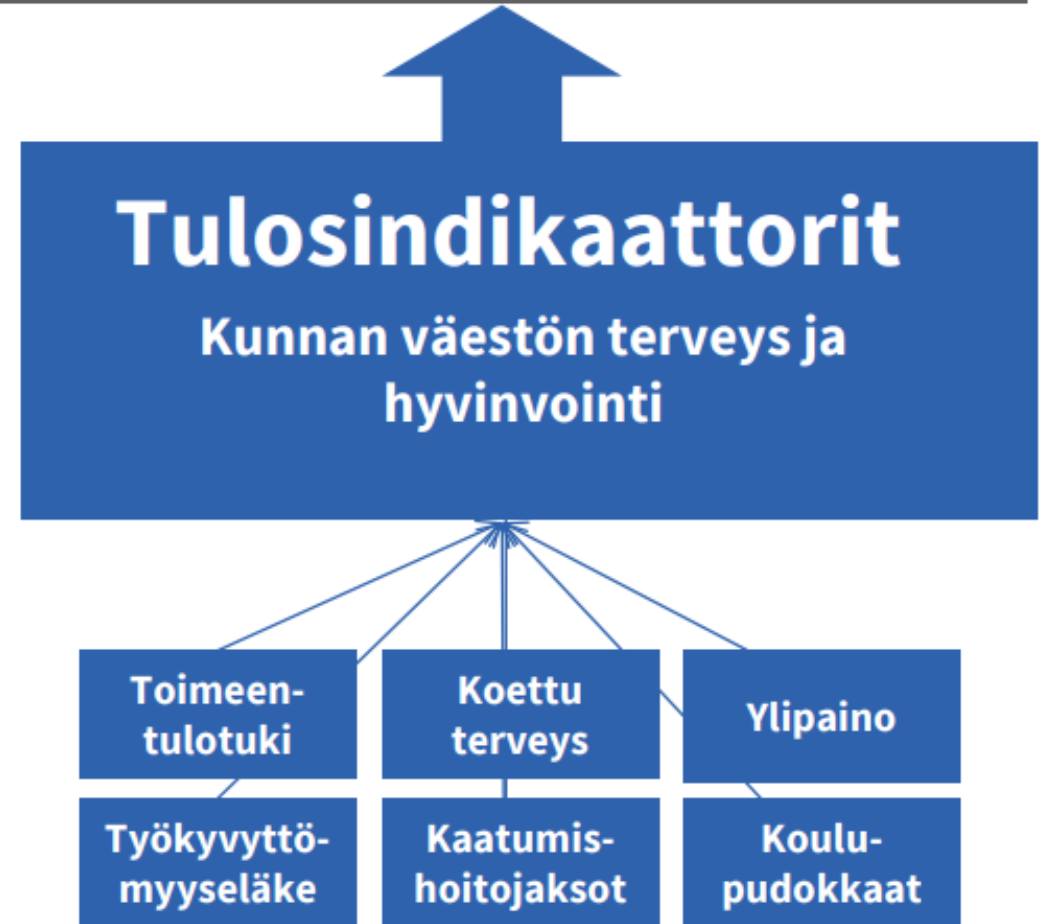 Tulosindikaattorit
Kunnan väestön terveys ja
hyvinvointi
Toimeen-
tulotuki
Koettu
terveys
Ylipaino
Työkyvyttö-
myyseläke
Kaatumis-
hoitojaksot
Koulu-
pudokkaat